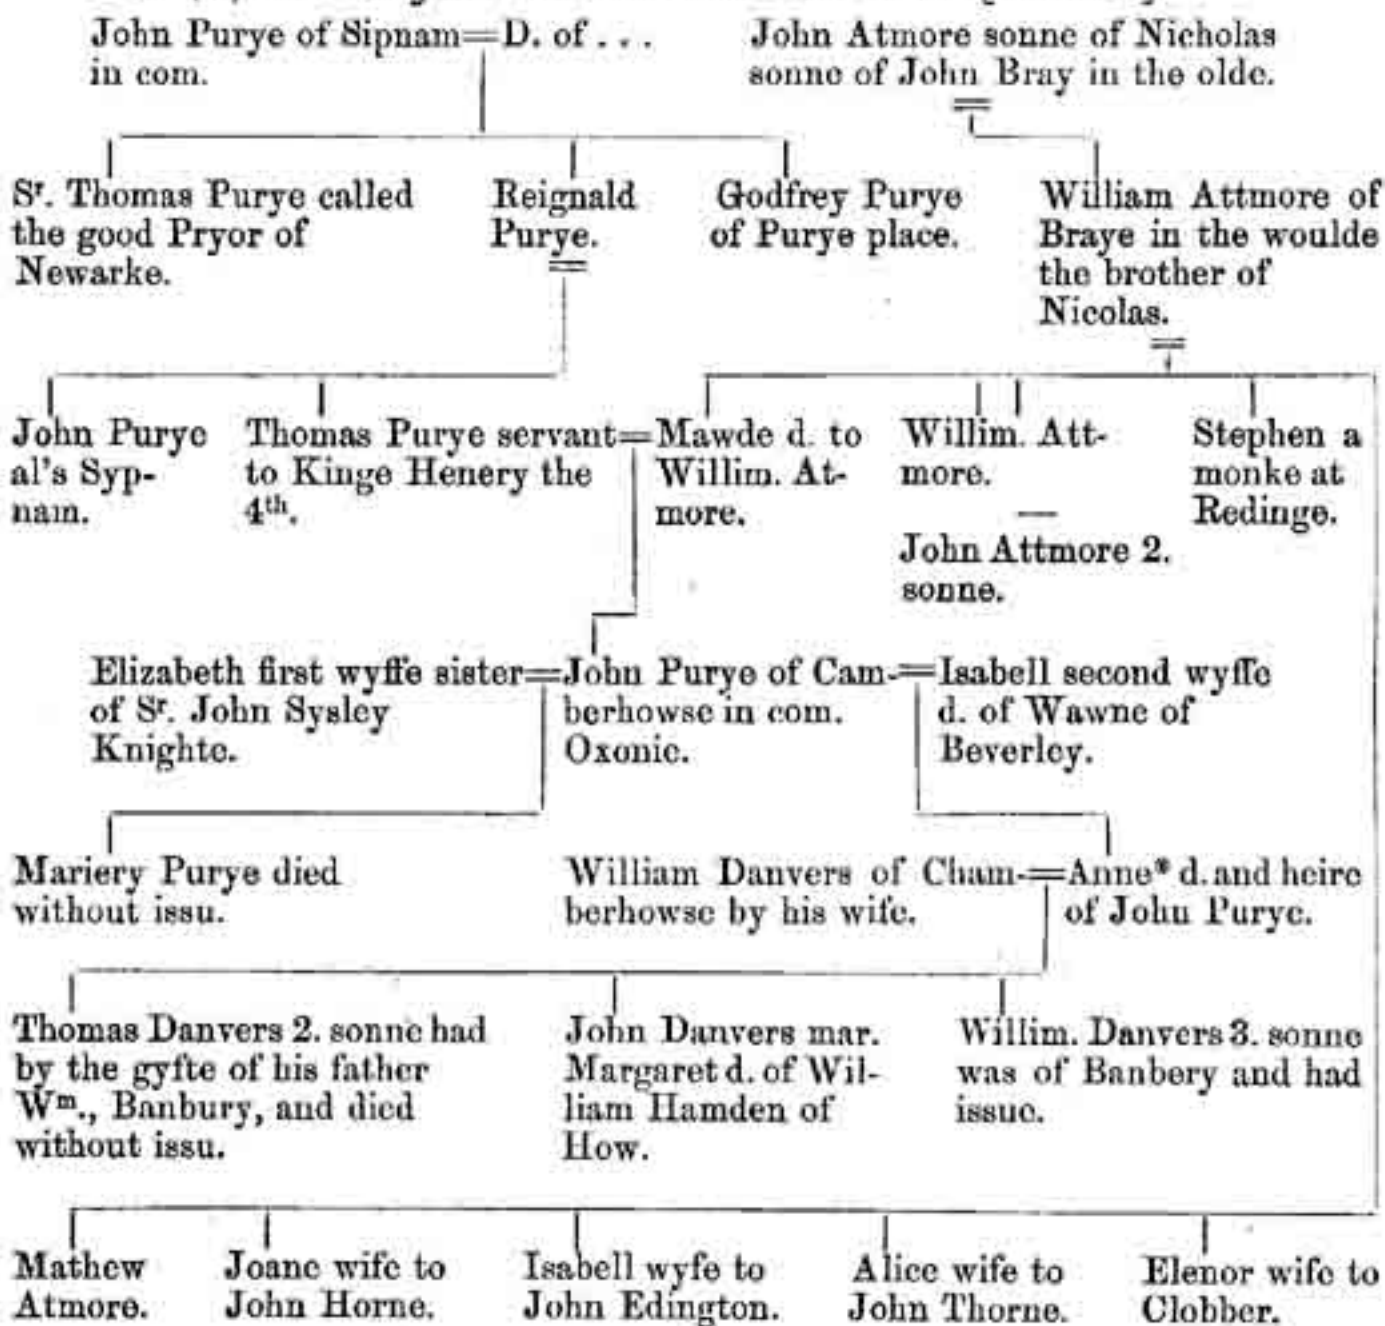 John Purye of Sipnam=D. of . . .
in com.
John Atmore sonne of Nicholas
sonne of John Bray in the olde.
Sr. Thomas Purye called
the good Pryor of
Newarke.
Reignald
Purye.
Godfrey Purye
of Purye place.
William Attmore of
Braye in the woulde
the brother of
Nicolas.
John Purye
al's Syp-
nam.
Thomas Purye servant=Mawde d. to
to Kinge Henery the
4th.
Willim. At-
more.
Willim. Att-
more.
—
John Attmore 2.
sonne.
Stephen a
monke at
Redinge.
Elizabeth first wyffe sister=John Purye of Cam-=Isabell second wyffe
of Sr. John Sysley
Knighte.
berhowse in com.
Oxonie.
d. of Wawne of
Beverley.
Mariery Purye died
without issu.
William Danvers of Cham-=Anne* d. and heire
berhowse by his wife.
of John Purye.
Thomas Danvers 2. sonne had
by the gyfte of his father
Wm., Banbury, and died
without issu.
John Danvers mar.
Margaret d. of Wil-
liam Hamden of
How.
Willim. Danvers 3. sonne
was of Banbery and had
issue.
Mathew
Atmore.
Joane wife to
John Horne.
Isabell wyfe to
John Edington.
Alice wife to
John Thorne.
Elenor wife to
Clobber.